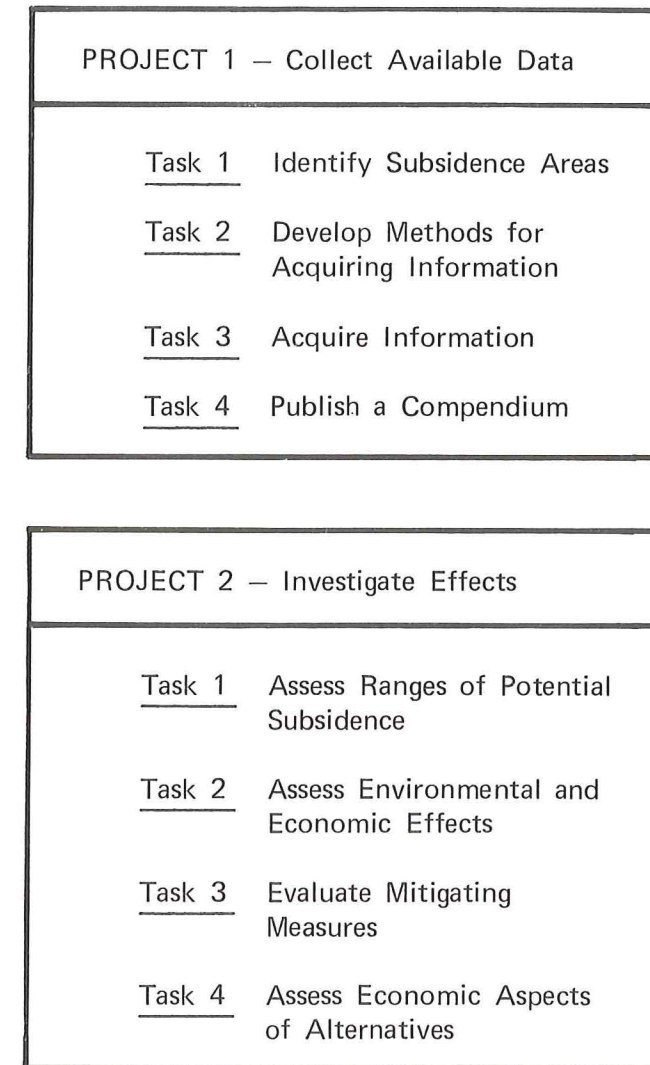 PROJECT 1 — Collect Available Data
Task 1 Identify Subsidence Areas
Task 2 Develop Methods for
Acquiring Information
Task 3 Acquire Information
Task 4 Publish a Compendium
PROJECT 2 — Investigate Effects
Task 1 Assess Ranges of Potential
Subsidence
Task 2 Assess Environmental and
Economic Effects
Task 3 Evaluate Mitigating
Measures
Task 4 Assess Economic Aspects
of Alternatives